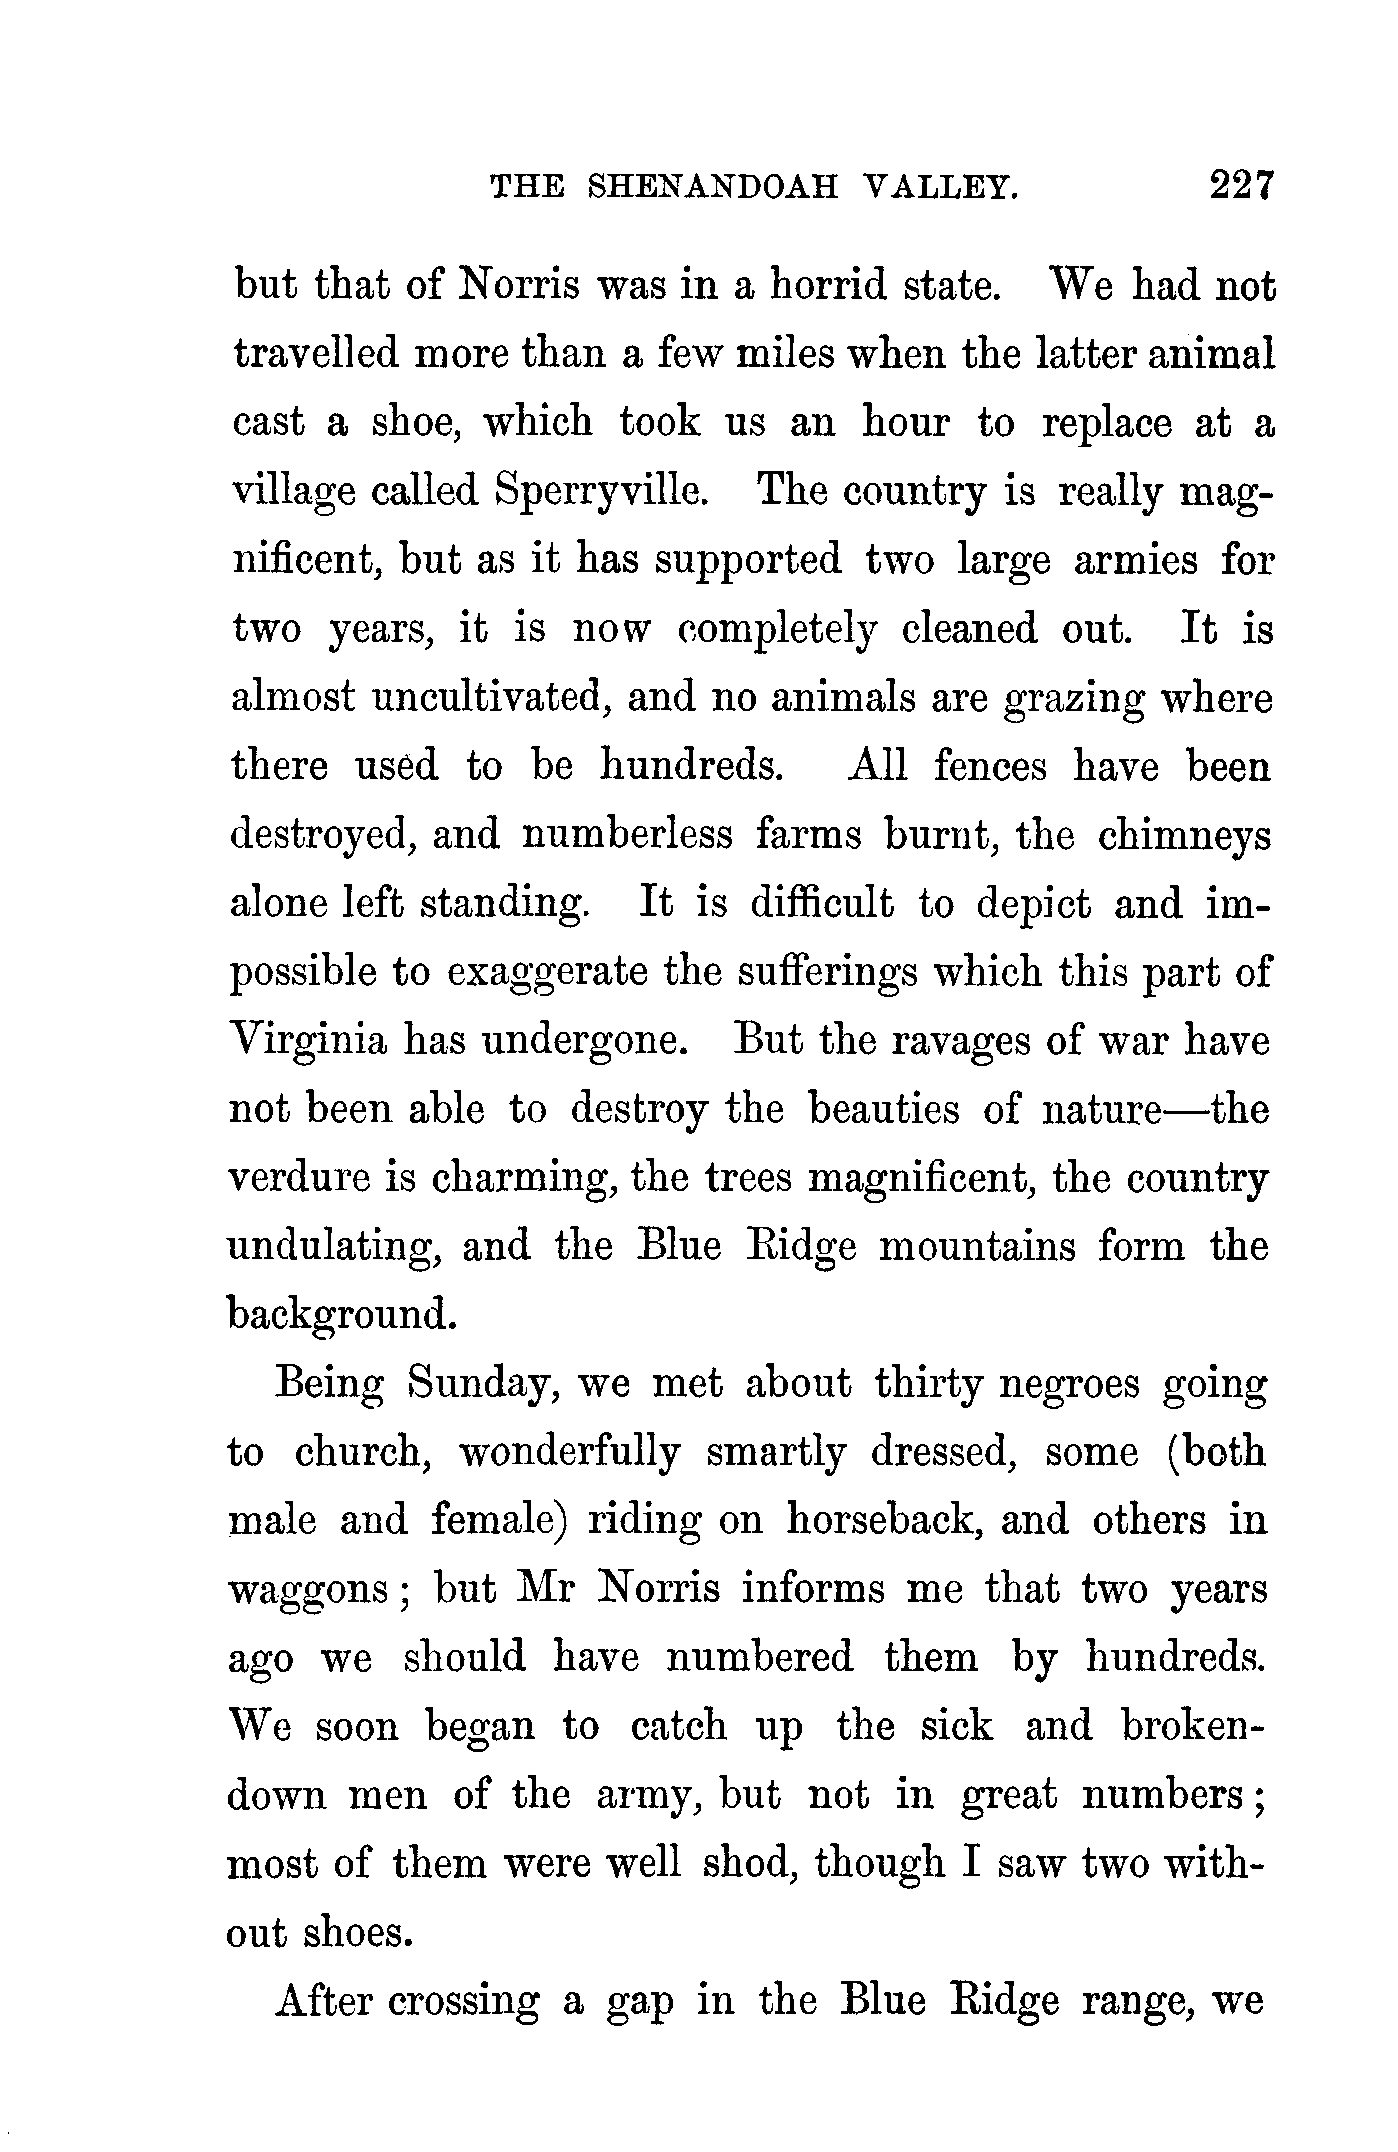 THE SHENANDOAH VALLEY. 227
but that of Norris was in a horrid state. We had not
travelled more than a few miles when the latter animal
cast a shoe, which took us an hour to replace at a
village called Sperryville. The country is really mag-
nificent, but as it has supported two large armies for
two years, it is now completely cleaned out. It is
almost uncultivated, and no animals are grazing where
there used to be hundreds. All fences have been
destroyed, and numberless farms burnt, the chimneys
alone left standing. It is difficult to depict and im-
possible to exaggerate the sufferings which this part of
Virginia has undergone. But the ravages of war have
not been able to destroy the beauties of nature—the
verdure is charming, the trees magnificent, the country
undulating, and the Blue Ridge mountains form the
background.
Being Sunday, we met about thirty negroes going
to church, wonderfully smartly dressed, some (both
male and female) riding on horseback, and others in
waggons ; but Mr Norris informs me that two years
ago we should have numbered them by hundreds.
We soon began to catch up the sick and broken-
down men of the army, but not in great numbers ;
most of them were well shod, though I saw two with-
out shoes.
After crossing a gap in the Blue Ridge range, we